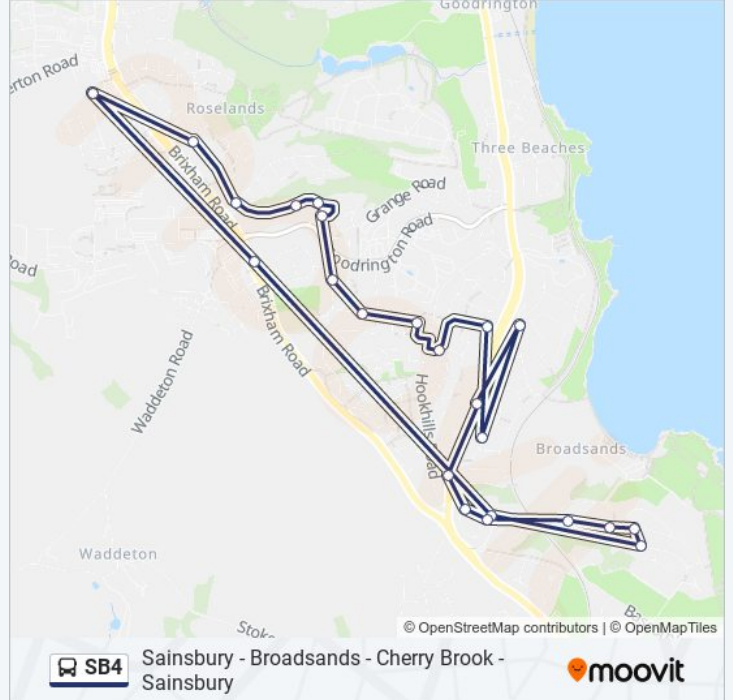 Goodrington
erton Road
Roselands
Three Beaches
Brixham Road
Grange Road
oodrington Road
oad
Brixham Road
Waddeton Road
Hookhills Road
Broadsands
Waddeton
Stoke
© OpenStreetMap contributors | © OpenMapTiles
SB4
Sainsbury - Broadsands - Cherry Brook -
Sainsbury
moovit